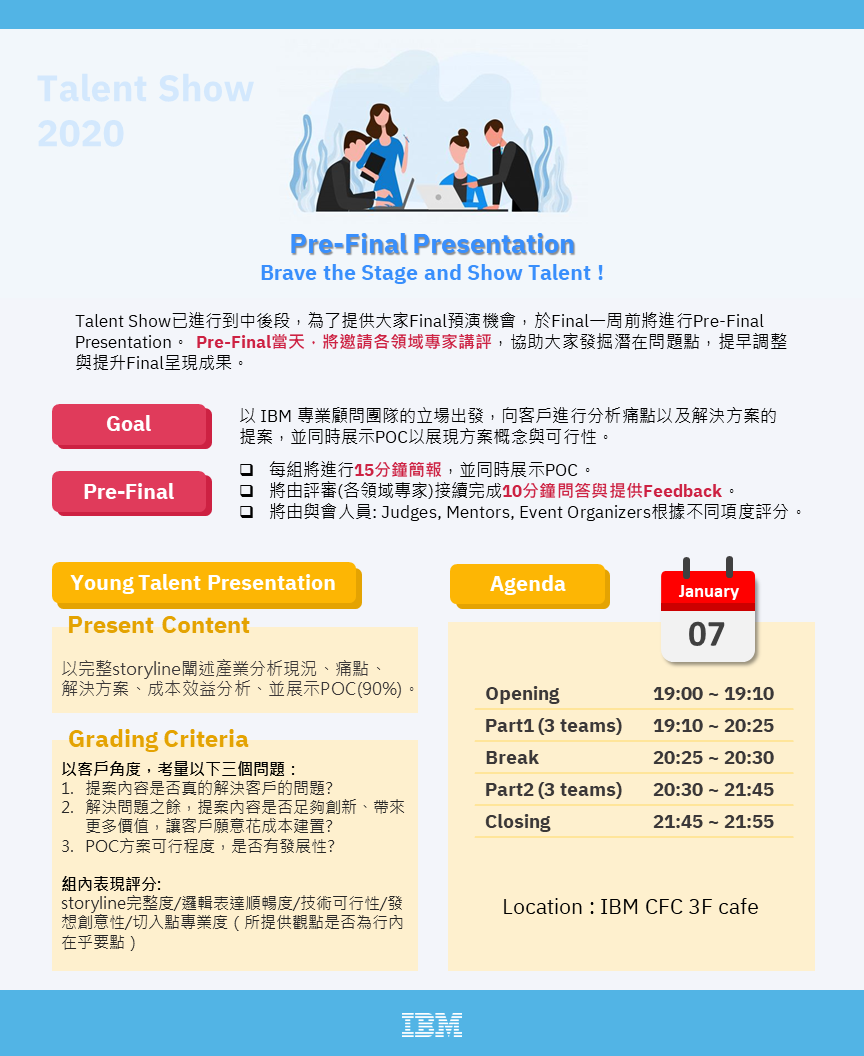 Talent Show
2020
Pre-Final Presentation
Brave the Stage and Show Talent !
Talent Show已進行到中後段，為了提供大家Final預演機會，於Final一周前將進行Pre-Final
Presentation。 Pre-Final當天，將邀請各領域專家講評，協助大家發掘潛在問題點，提早調整
與提升Final呈現成果。
Goal
以 IBM 專業顧問團隊的立場出發，向客戶進行分析痛點以及解決方案的
提案，並同時展示POC以展現方案概念與可行性。
Pre-Final
❑ 每組將進行15分鐘簡報，並同時展示POC。
❑ 將由評審(各領域專家)接續完成10分鐘問答與提供Feedback。
❑ 將由與會人員: Judges, Mentors, Event Organizers根據不同項度評分。
Young Talent Presentation
Present Content
以完整storyline闡述產業分析現況、痛點、
解決方案、成本效益分析、並展示POC(90%)。
Grading Criteria
以客戶角度，考量以下三個問題：
1. 提案內容是否真的解決客戶的問題?
2. 解決問題之餘，提案內容是否足夠創新、帶來
更多價值，讓客戶願意花成本建置?
3. POC方案可行程度，是否有發展性?
組內表現評分:
storyline完整度/邏輯表達順暢度/技術可行性/發
想創意性/切入點專業度（所提供觀點是否為行內
在乎要點）
Agenda
January
07
Opening 19:00 ~ 19:10
Part1 (3 teams) 19:10 ~ 20:25
Break 20:25 ~ 20:30
Part2 (3 teams) 20:30 ~ 21:45
Closing 21:45 ~ 21:55
Location : IBM CFC 3F cafe
IBM